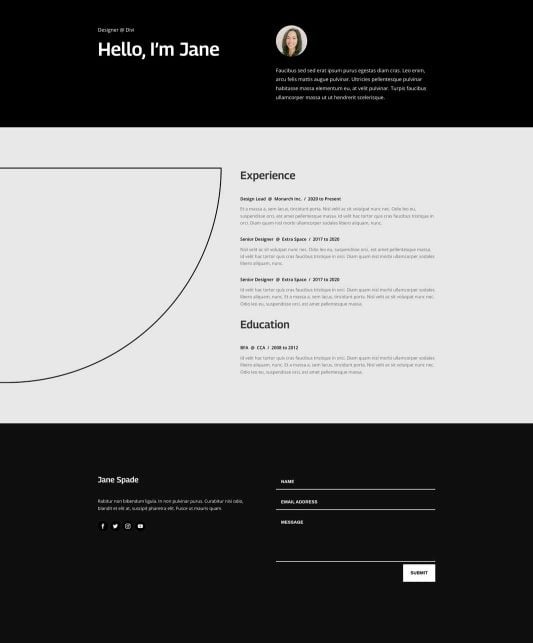 Designer @ Divi
Hello, I'm Jane
Faucibus sed sed erat ipsum purus egestas diam cras. Leo enim,
arcu felis mattis augue pulvinar. Ultricies pellentesque pulvinar
habitasse massa elementum eu, at velit pulvinar. Turpis faucibus
ullamcorper massa ut ut hendrerit scelerisque.
Experience
Design Lead @ Monarch Inc. / 2020 to Present
Et a massa a, sem lacus, tincidunt porta. Nisl velit ac sit volutpat nunc nec. Odio leo eu,
suspendisse orci, est amet pellentesque massa. Id velit hac tortor quis cras faucibus
tristique in orci. Diam quam nisl morbi ullamcorper sodales libero aliquam, nunc.
Senior Designer @ Extra Space / 2017 to 2020
Nisl velit ac sit volutpat nunc nec. Odio leo eu, suspendisse orci, est amet pellentesque massa.
Id velit hac tortor quis cras faucibus tristique in orci. Diam quam nisl morbi ullamcorper sodales
libero aliquam, nunc.
Senior Designer @ Extra Space / 2017 to 2020
Id velit hac tortor quis cras faucibus tristique in orci. Diam quam nisl morbi ullamcorper sodales
libero aliquam, nunc. Et a massa a, sem lacus, tincidunt porta. Nisl velit ac sit volutpat nunc nec.
Odio leo eu, suspendisse orci, est amet pellentesque massa.
Education
BFA @ CCA / 2008 to 2012
Id velit hac tortor quis cras faucibus tristique in orci. Diam quam nisl morbi ullamcorper sodales
libero aliquam, nunc. Et a massa a, sem lacus, tincidunt porta. Nisl velit ac sit volutpat nunc nec.
Odio leo eu, suspendisse orci, est amet pellentesque massa.
Jane Spade
Rabitur non bibendum ligula. In non pulvinar purus. Curabitur nisi odio,
blandit et elit at, suscipit pharetra elit. Fusce ut mauris quam.
NAME
EMAIL ADDRESS
MESSAGE
SUBMIT